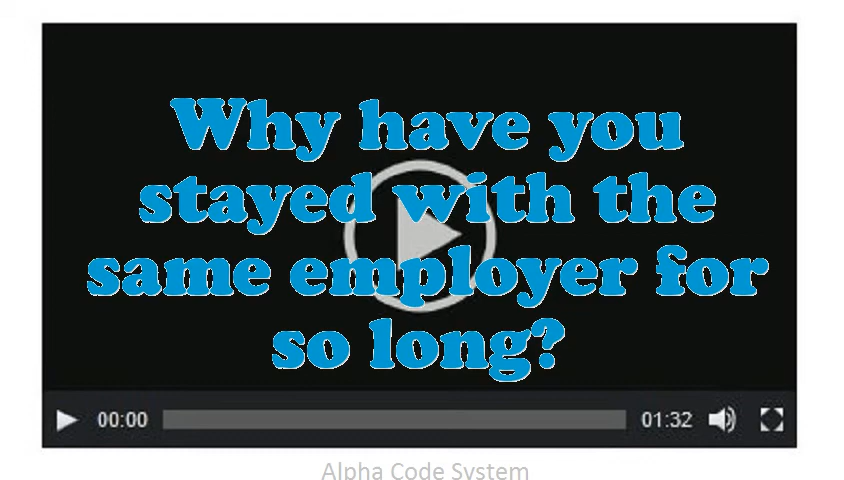 Why have you
stayed with the
same employer for
so long?
00:00 01:32
Alpha Code System